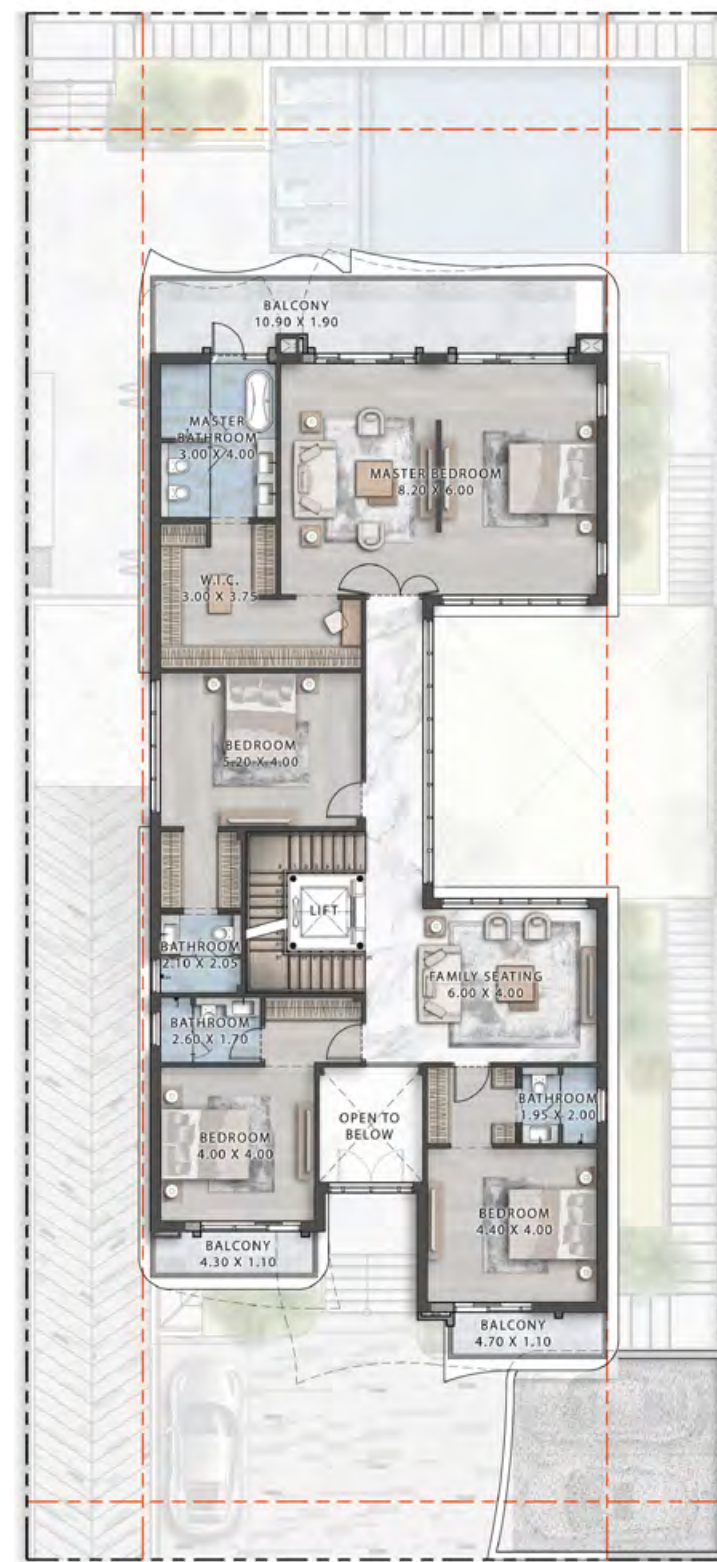 BALCONY
10.90 X 1.90
MASTER
BATHROOM
3.00 X 4.00
MASTER BEDROOM
8.20 X 6.00
W.I.C.
3.00 X 3.75
BEDROOM
5.20 X 4.00
LIFT
BATHROOM
2.10 X 2.05
FAMILY SEATING
6.00 X 4.00
BATHROOM
2.60 X 1.70
BATHROOM
1.95 X 2.00
OPEN TO
BELOW
BEDROOM
4.00 X 4.00
BEDROOM
4.40 X 4.00
BALCONY
4.30 X 1.10
BALCONY
4.70 X 1.10